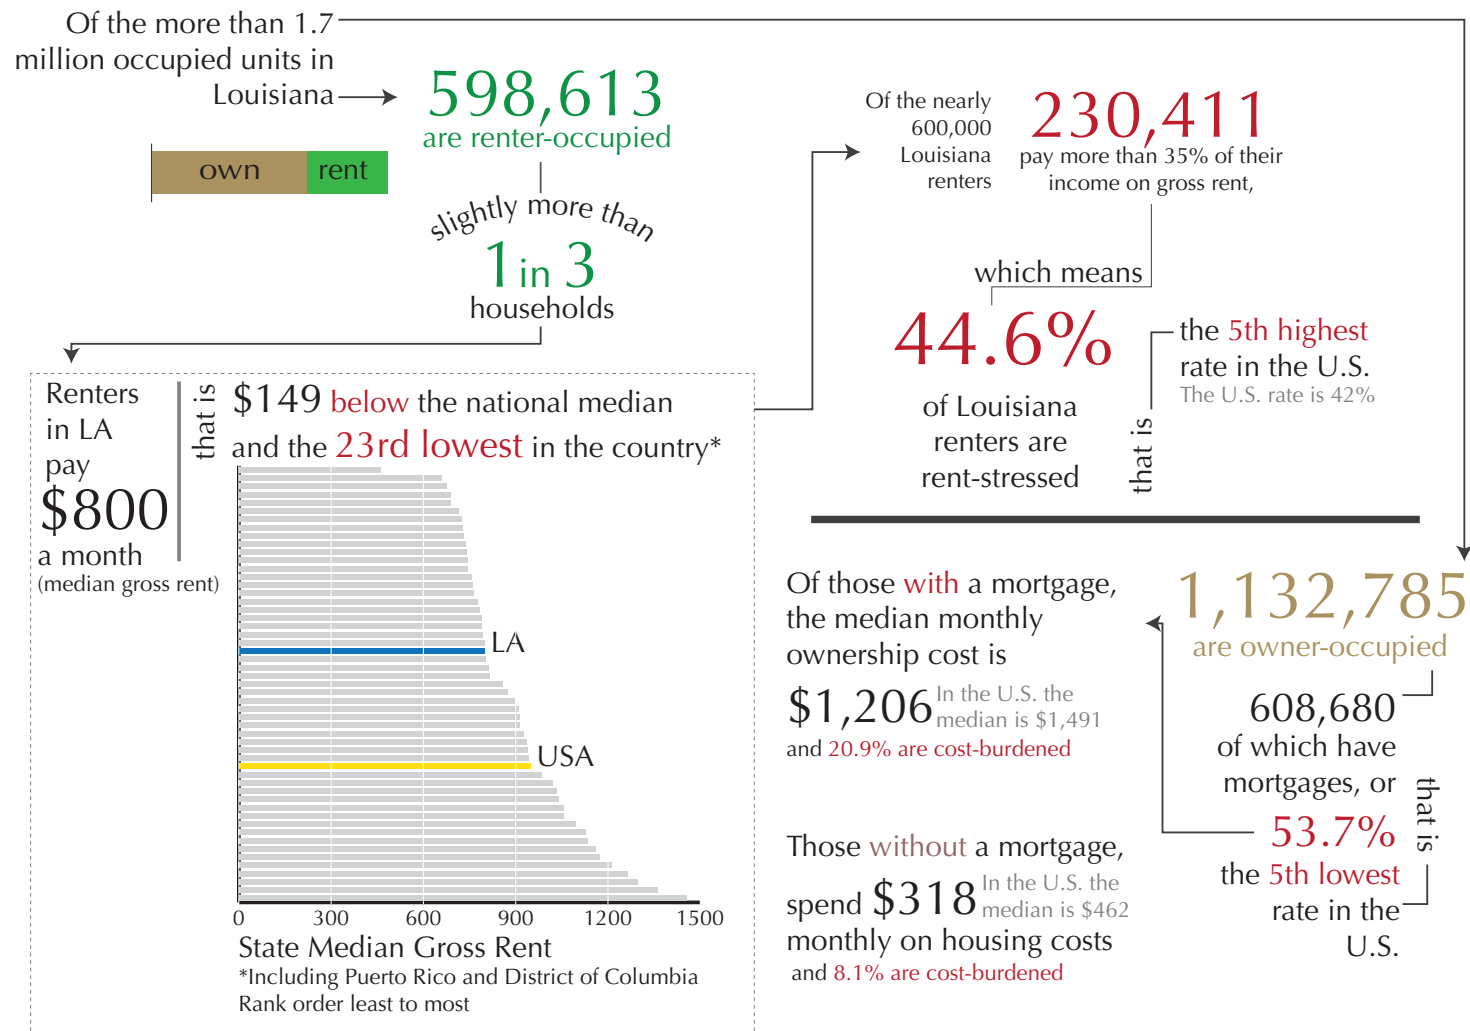 Of the more than 1.7
million occupied units in
Louisiana
598,613
are renter-occupied
own rent
slightly more than
1 in 3
households
Renters
in LA
pay
$800
a month
(median gross rent)
that is
$149 below the national median
and the 23rd lowest in the country*
LA
USA
0 300 600 900 1200 1500
State Median Gross Rent
*Including Puerto Rico and District of Columbia
Rank order least to most
Of the nearly
600,000
Louisiana
renters
230,411
pay more than 35% of their
income on gross rent,
which means
44.6%
of Louisiana
renters are
rent-stressed
that is
the 5th highest
rate in the U.S.
The U.S. rate is 42%
1,132,785
are owner-occupied
608,680
of which have
mortgages, or
53.7%
that is
the 5th lowest
rate in the
U.S.
Of those with a mortgage,
the median monthly
ownership cost is
$1,206 In the U.S. the
median is $1,491
and 20.9% are cost-burdened
Those without a mortgage,
spend $318 In the U.S. the
median is $462
monthly on housing costs
and 8.1% are cost-burdened